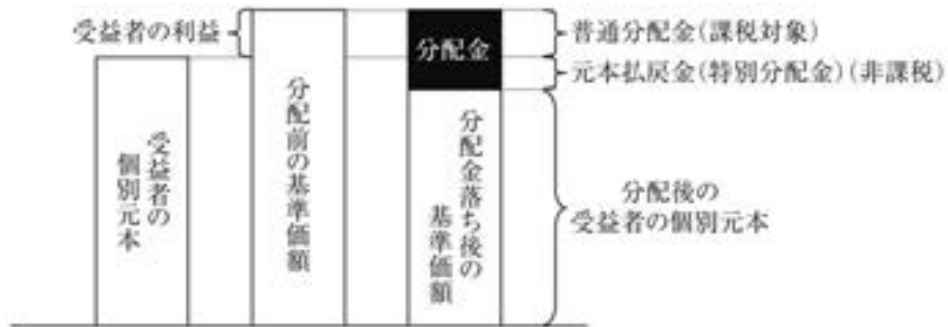 受益者の利益
受益者の
個別元本
分配前の基準価額
分配金
分配金落ち後の
基準価額
普通分配金(課税対象)
元本払戻金(特別分配金)(非課税)
分配後の
受益者の個別元本